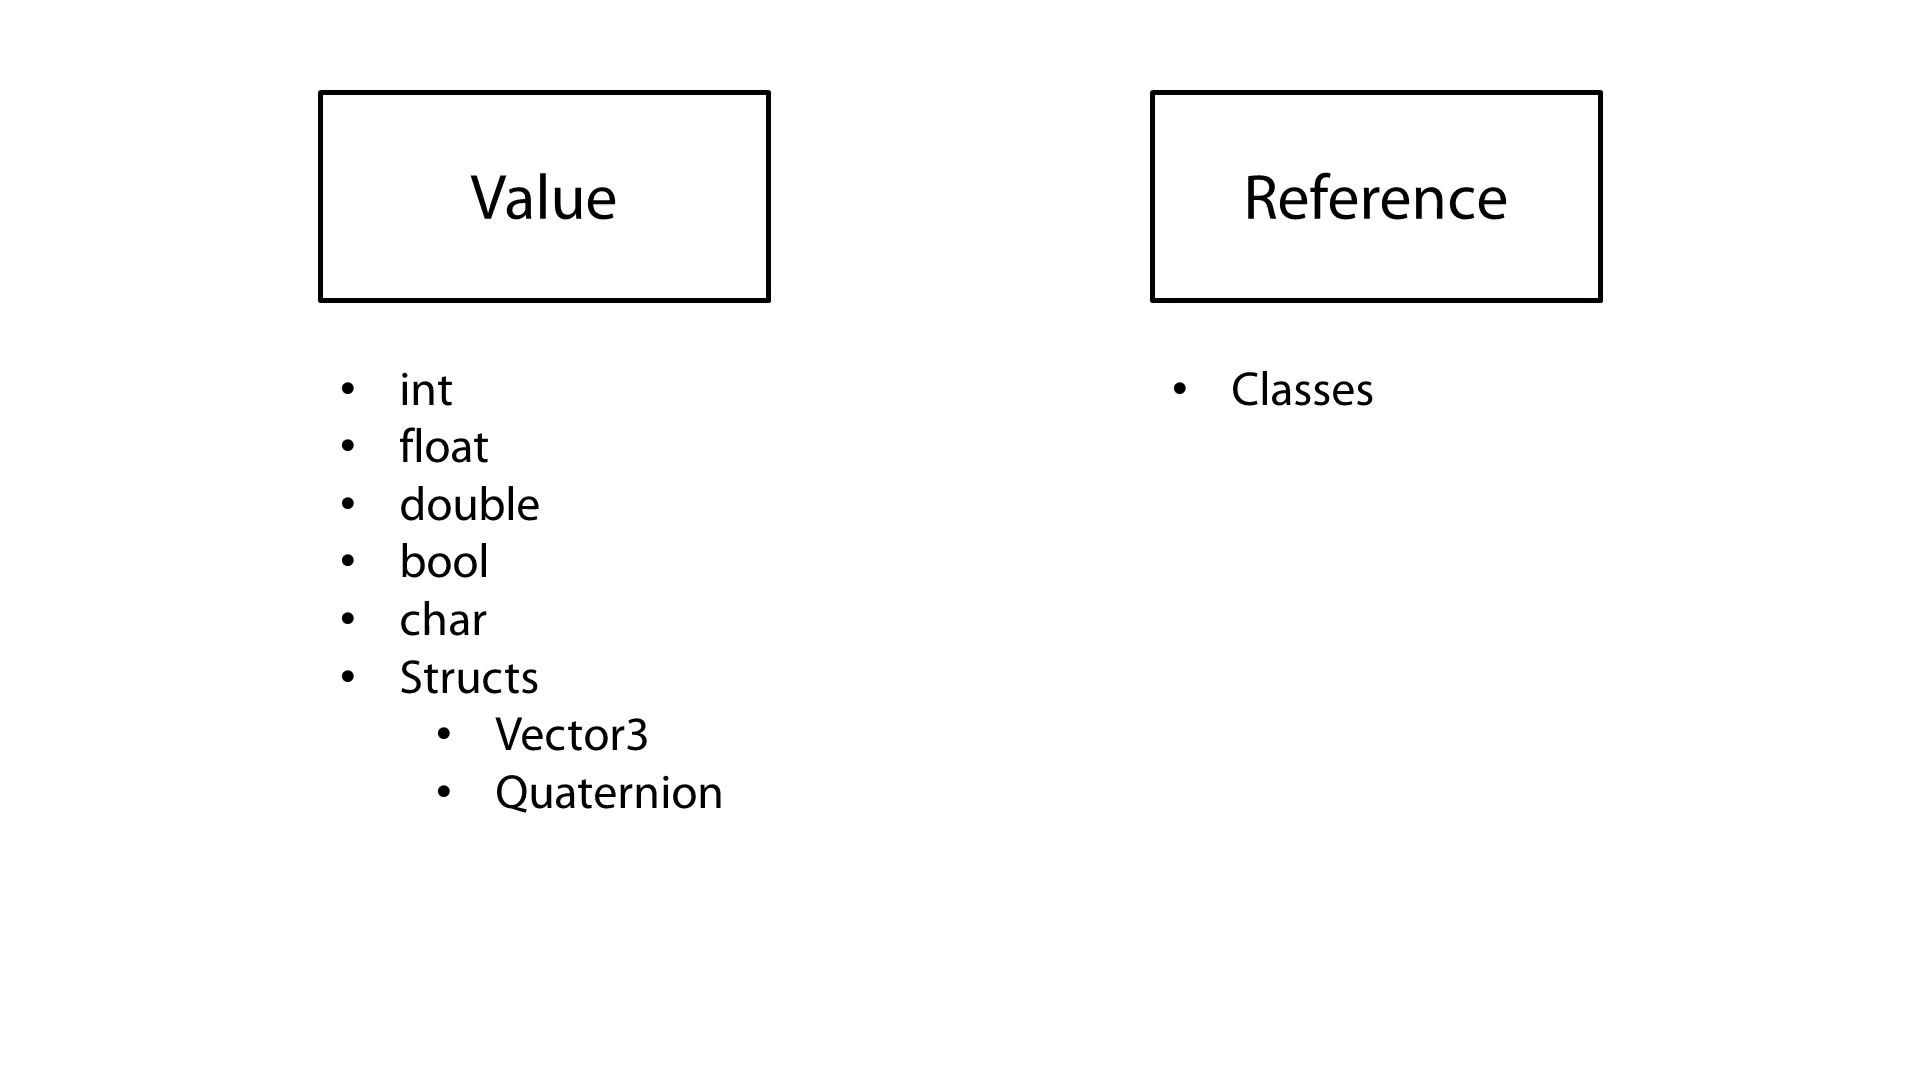 Value
• int
• float
• double
• bool
• char
• Structs
• Vector3
• Quaternion
Reference
• Classes